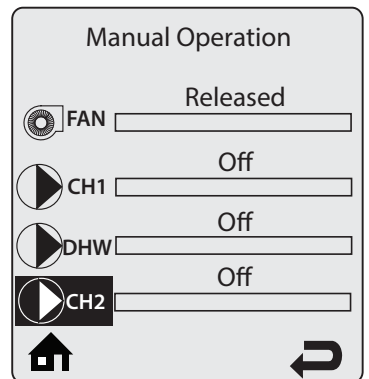 Manual Operation
Released
FAN
Off
CH1
Off
DHW
Off
CH2